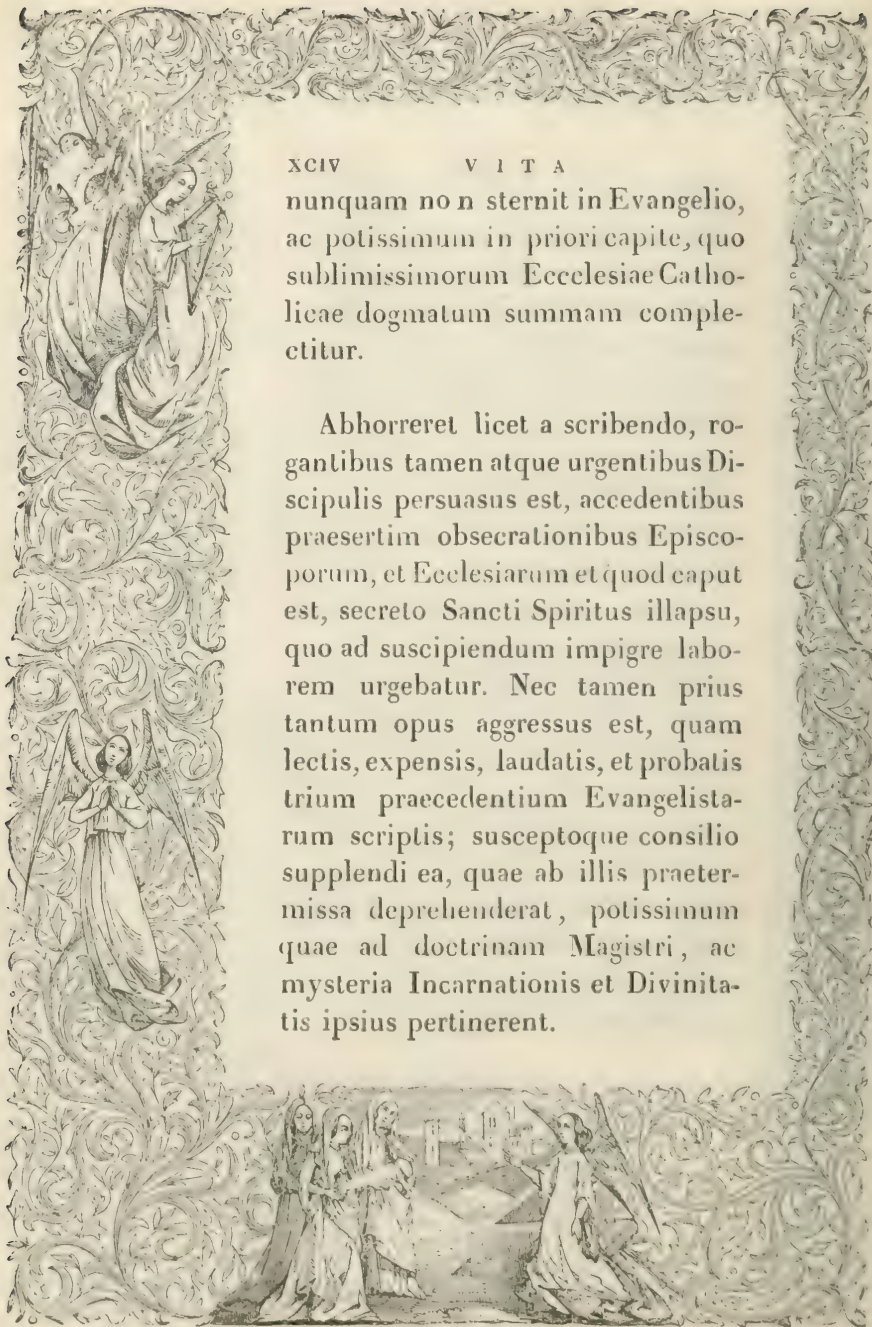 XCIV VITA
nunquam non sternit in Evangelio,
ac potissimum in priori capite, quo
sublimissimorum Eccclesiae Catho-
licae dogmatum summam comple-
ctitur.
Abhorreret licet a scribendo, ro-
gantibus tamen atque urgentibus Di-
scipulis persuasus est, accedentibus
praesertim obsecrationibus Episco-
porum, et Ecclesiarum et quod caput
est, secreto Sancti Spiritus illapsu,
quo ad suscipiendum impigre labo-
rem urgebatur. Nec tamen prius
tantum opus aggressus est, quam
lectis, expensis, laudatis, et probatis
trium praecedentium Evangelista-
rum scriptis; susceptoque consilio
supplendi ea, quae ab illis praeter-
missa deprehenderat, potissimum
quae ad doctrinam Magistri, ac
mysteria Incarnationis et Divinita-
tis ipsius pertinerent.